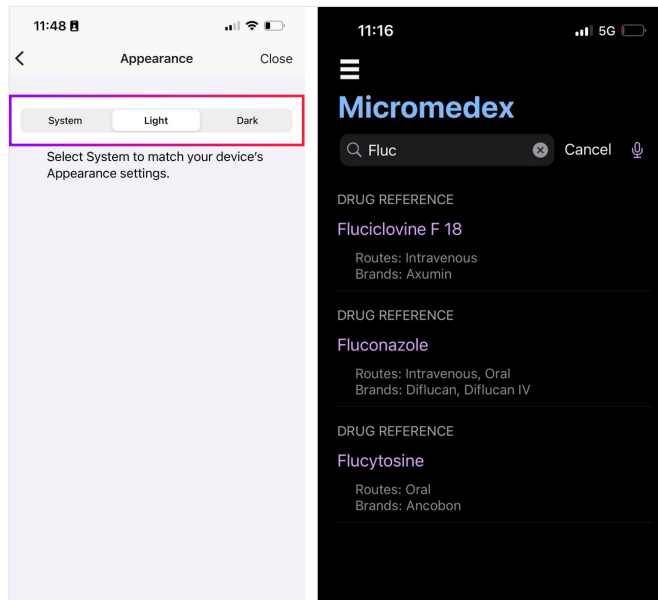 11:48
Appearance
Close
System
Light
Dark
Select System to match your device's
Appearance settings.
11:16
5G
Micromedex
Fluc
Cancel
DRUG REFERENCE
Fluciclovine F 18
Routes: Intravenous
Brands: Axumin
DRUG REFERENCE
Fluconazole
Routes: Intravenous, Oral
Brands: Diflucan, Diflucan IV
DRUG REFERENCE
Flucytosine
Routes: Oral
Brands: Ancobon